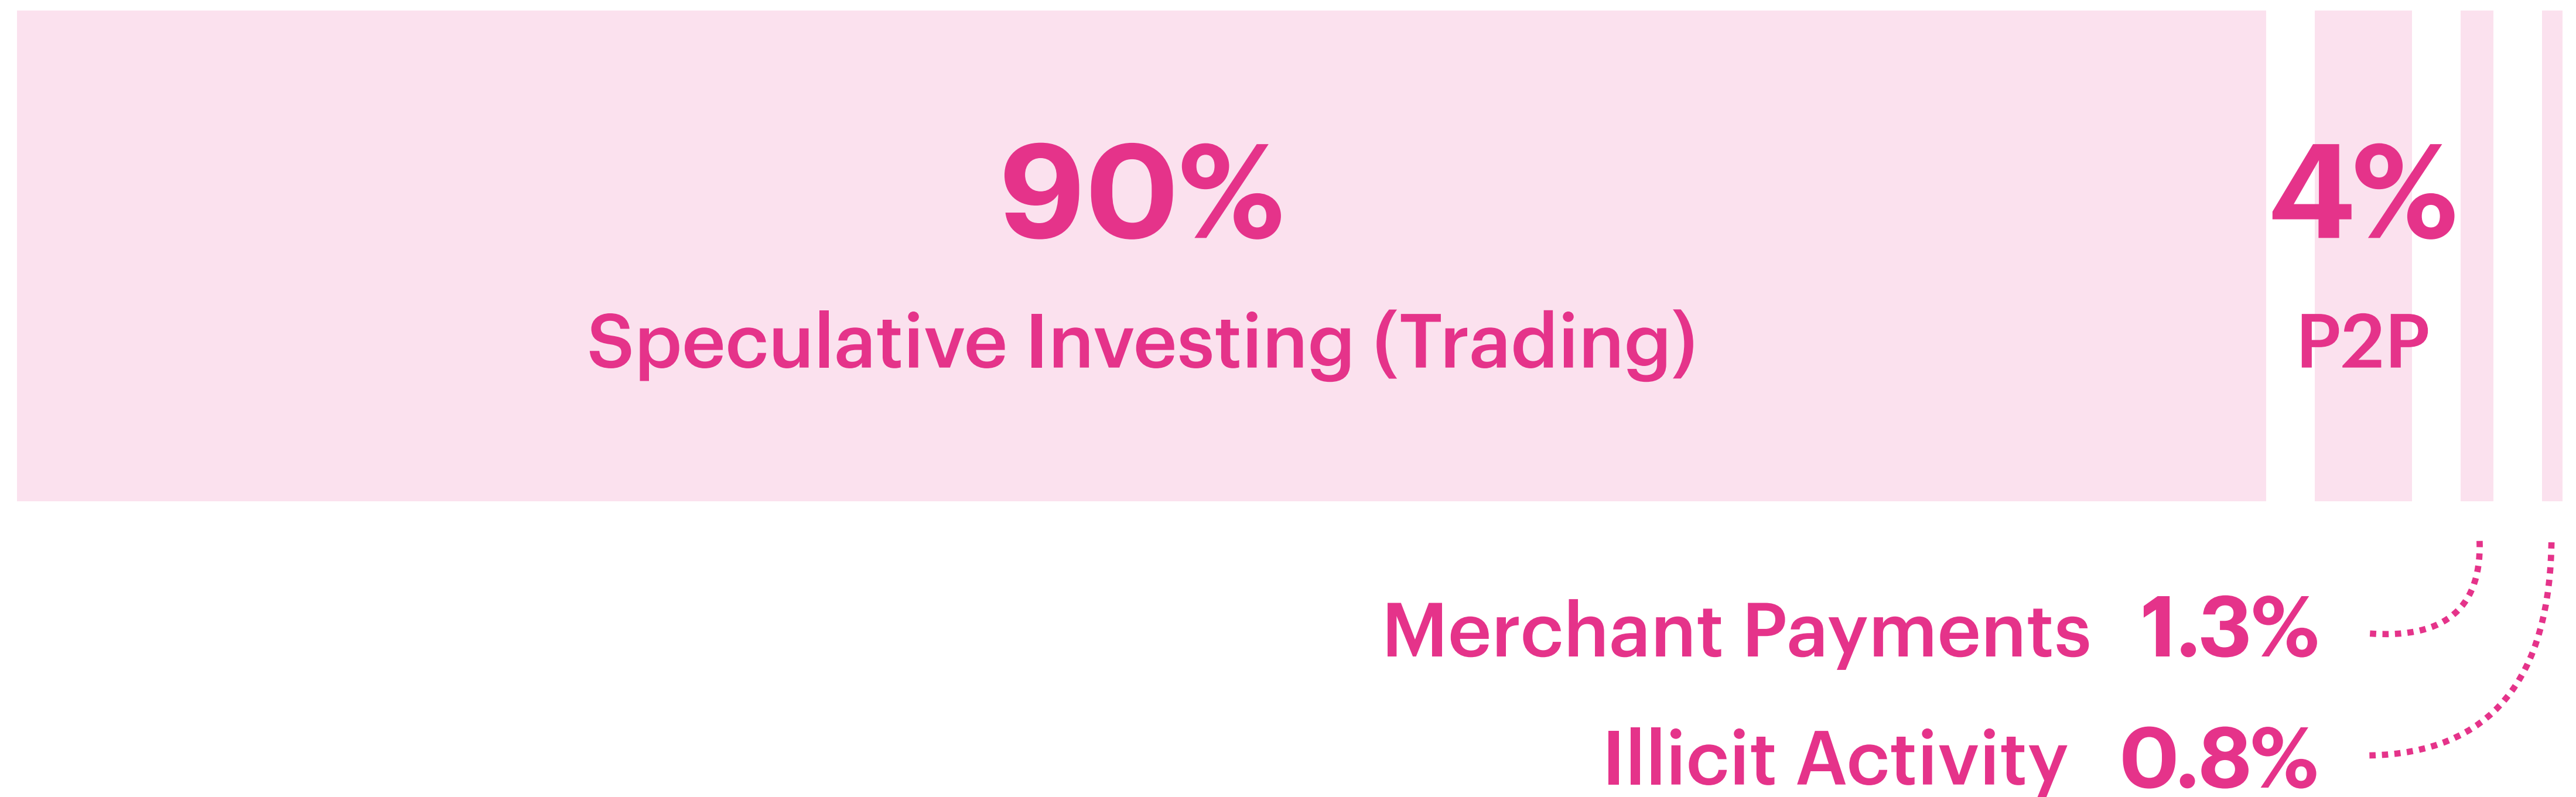 90%
Speculative Investing (Trading)
4%
P2P
Merchant Payments 1.3%
Illicit Activity 0.8%